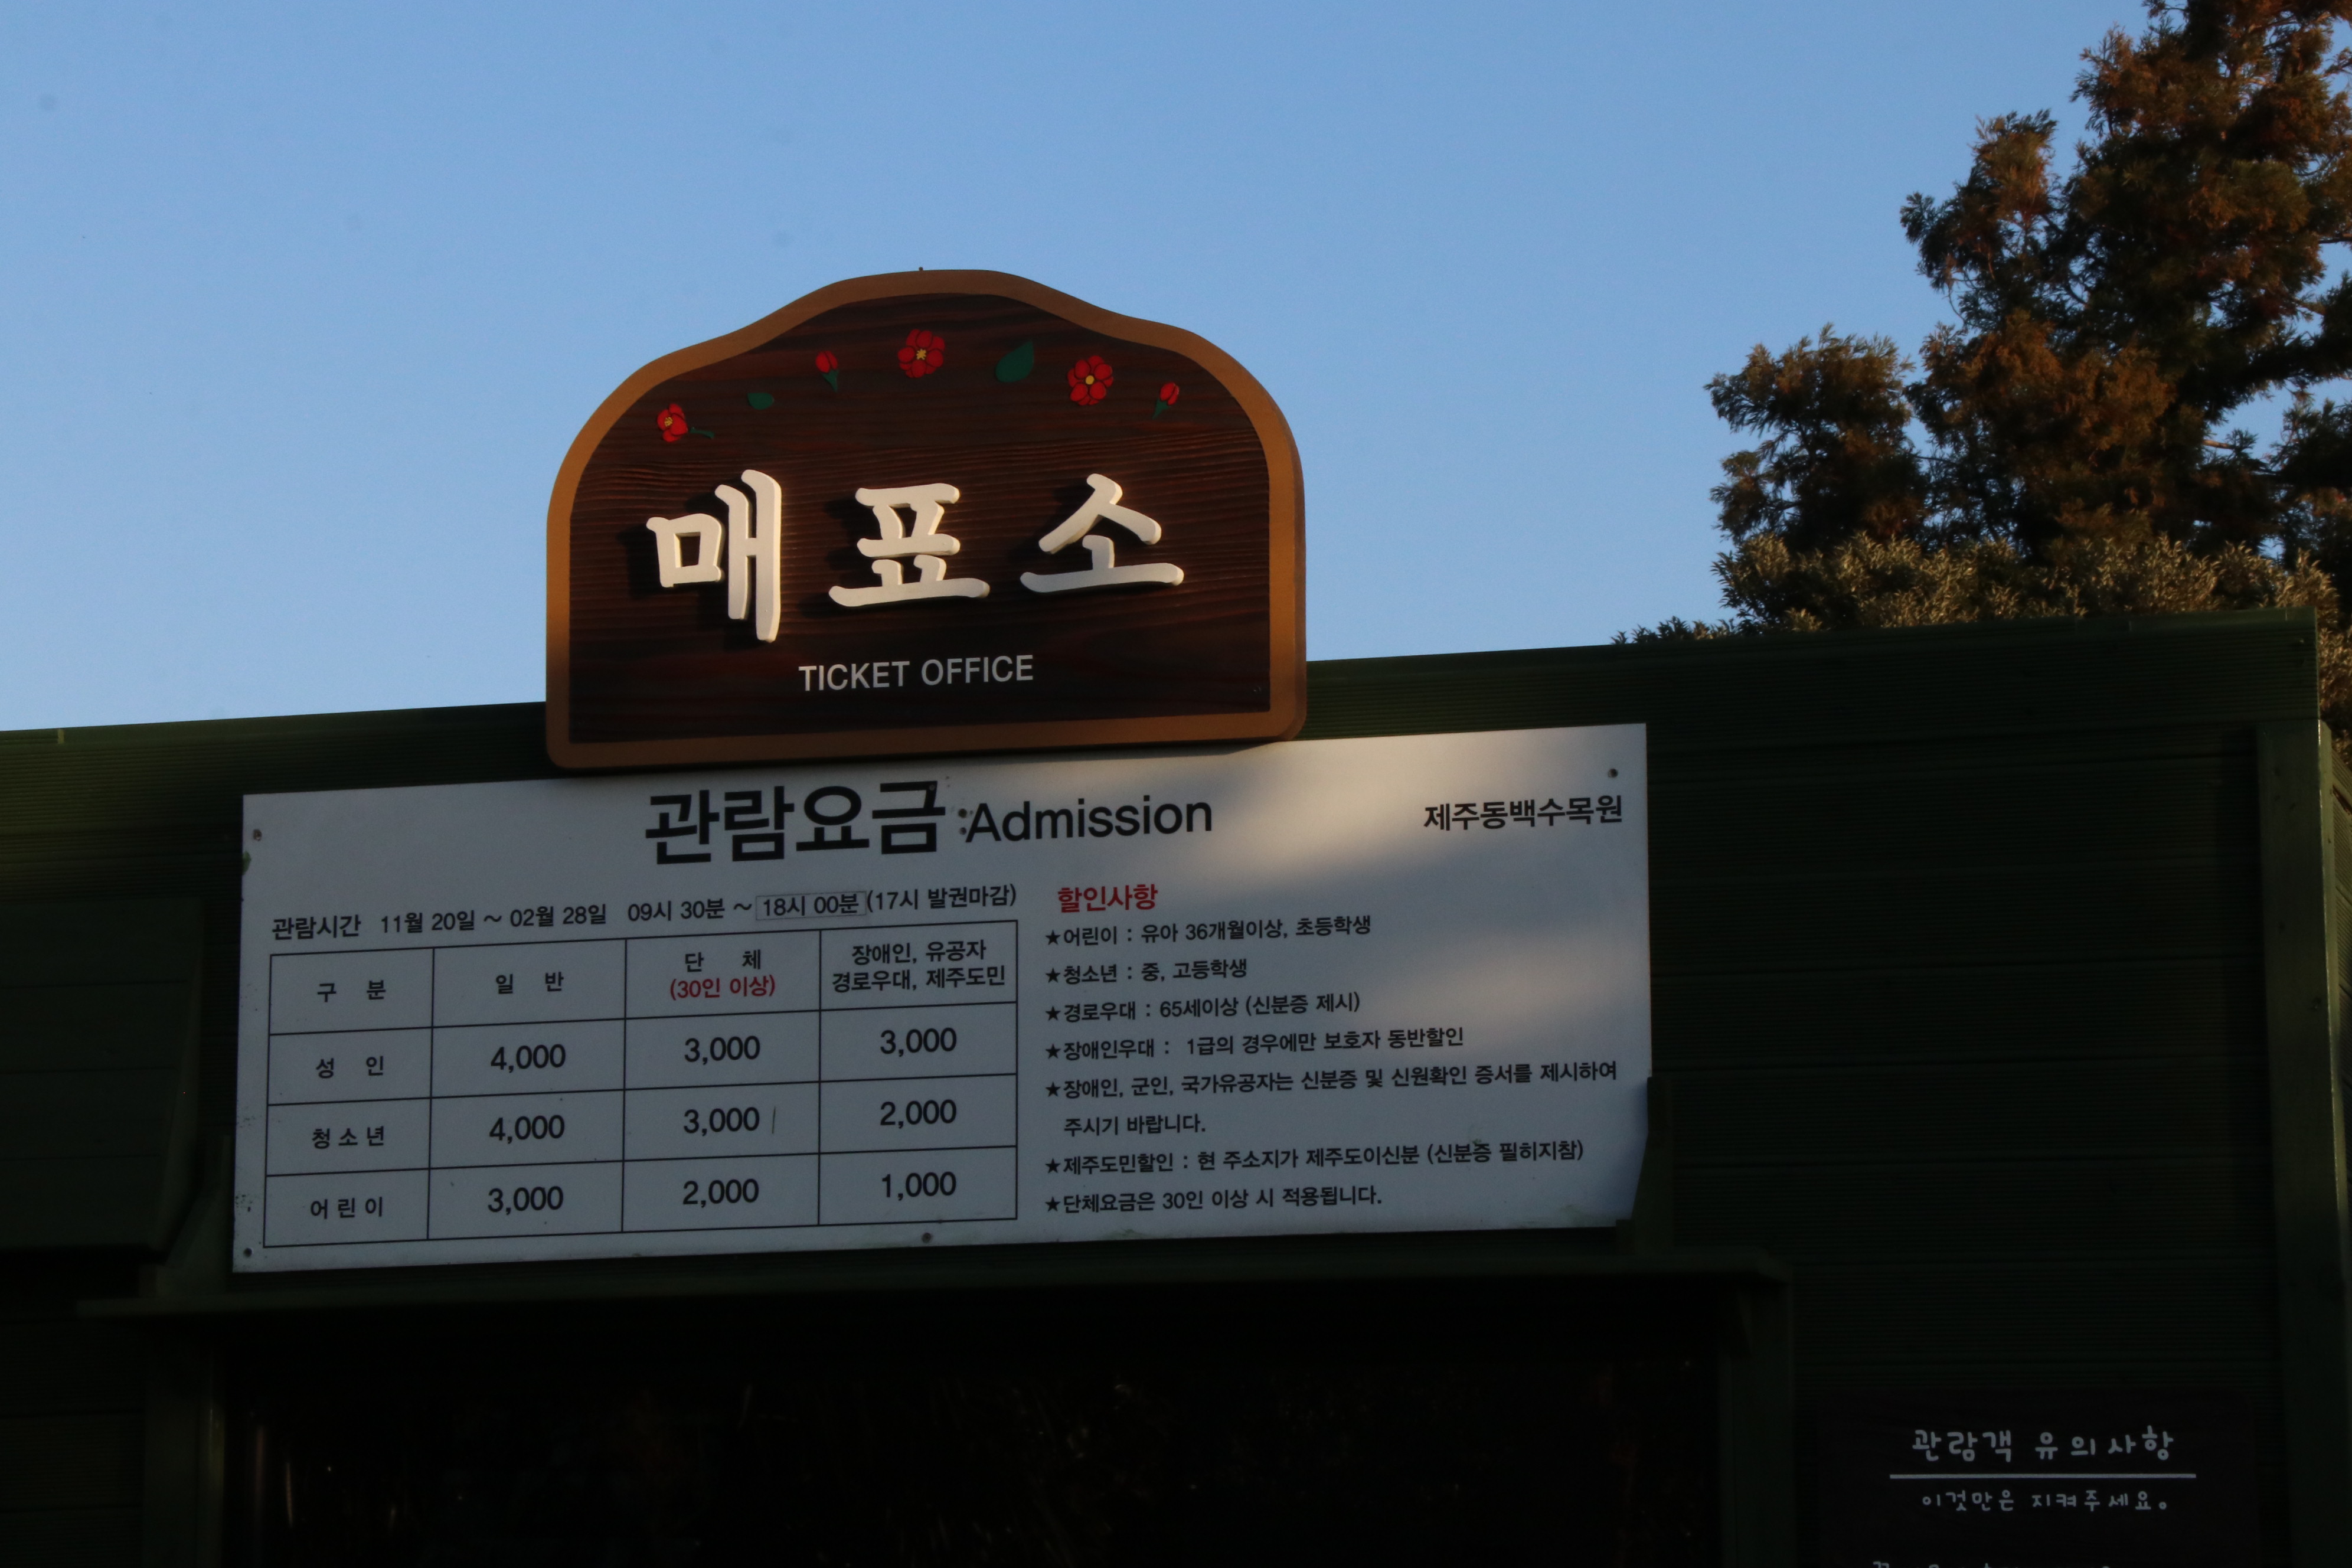 매표소
TICKET OFFICE
관람요금 : Admission
제주동백수목원
관람시간 11월 20일 ~ 02월 28일 09시 30분 ~ 18시 00분 (17시 발권마감)
구 분 일 반 단 체 (30인 이상) 장애인, 유공자 경로우대, 제주도민
성 인 4,000 3,000 3,000
청 소 년 4,000 3,000 2,000
어 린 이 3,000 2,000 1,000
할인사항
★어린이 : 유아 36개월이상, 초등학생
★청소년 : 중, 고등학생
★경로우대 : 65세이상 (신분증 제시)
★장애인우대 : 1급의 경우에만 보호자 동반할인
★장애인, 군인, 국가유공자는 신분증 및 신원확인 증서를 제시하여
주시기 바랍니다.
★제주도민할인 : 현 주소지가 제주도이신분 (신분증 필히지참)
★단체요금은 30인 이상 시 적용됩니다.
관람객 유의사항
이것만은 지켜주세요。